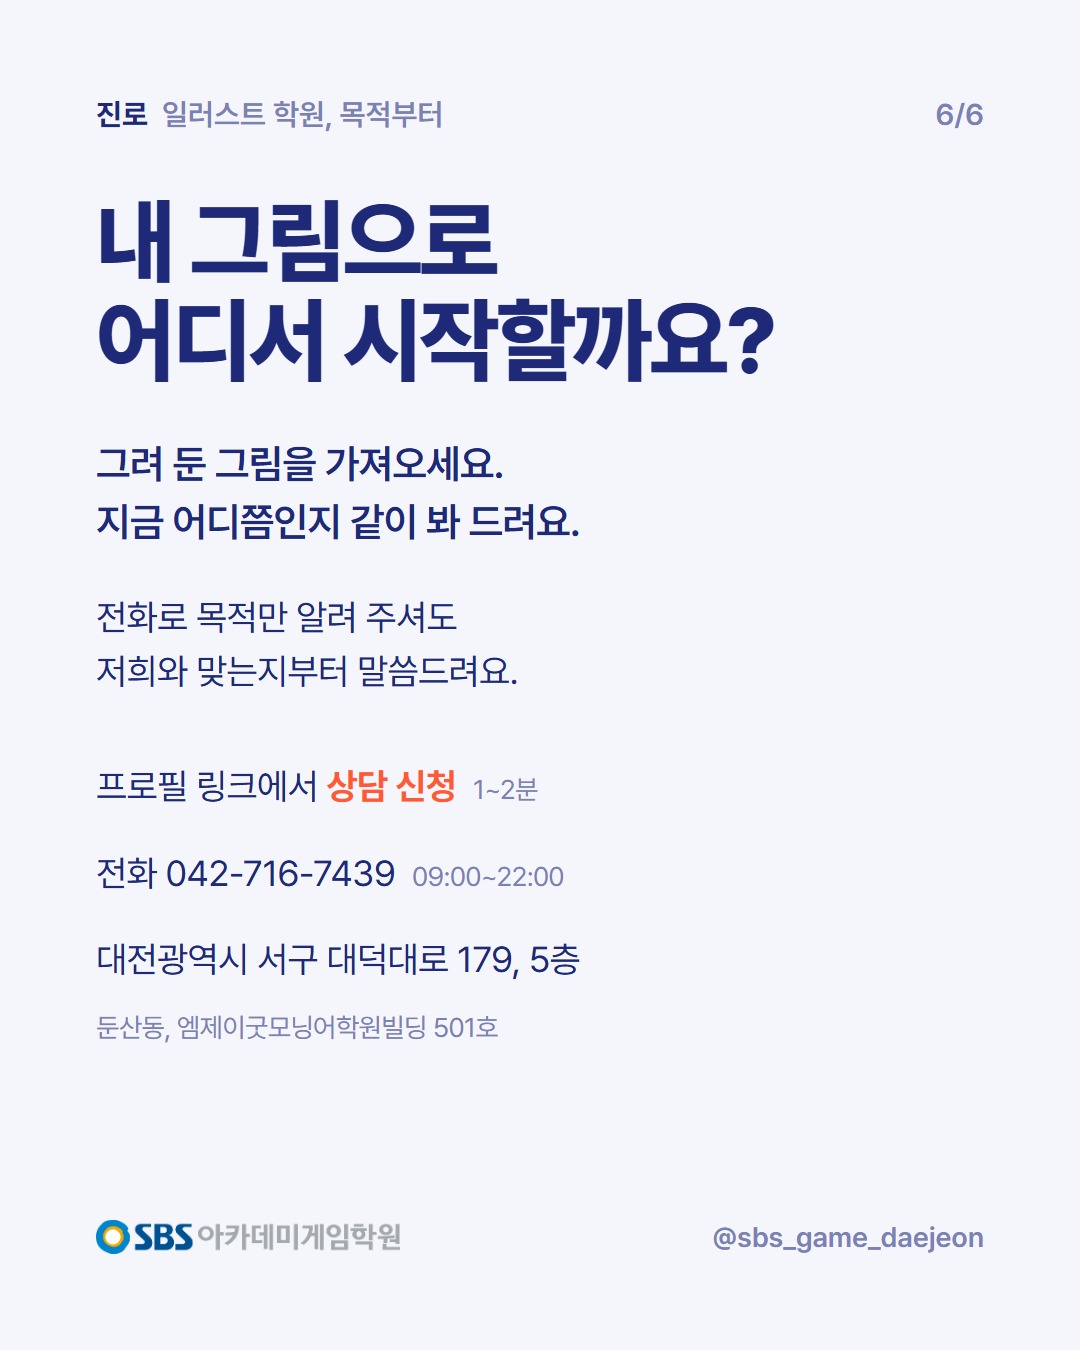 진로 일러스트 학원, 목적부터
6/6
내 그림으로
어디서 시작할까요?
그려 둔 그림을 가져오세요.
지금 어디쯤인지 같이 봐 드려요.
전화로 목적만 알려 주셔도
저희와 맞는지부터 말씀드려요.
프로필 링크에서 상담 신청 1~2분
전화 042-716-7439 09:00~22:00
대전광역시 서구 대덕대로 179, 5층
둔산동, 엠제이굿모닝어학원빌딩 501호
SBS 아카데미게임학원
@sbs_game_daejeon